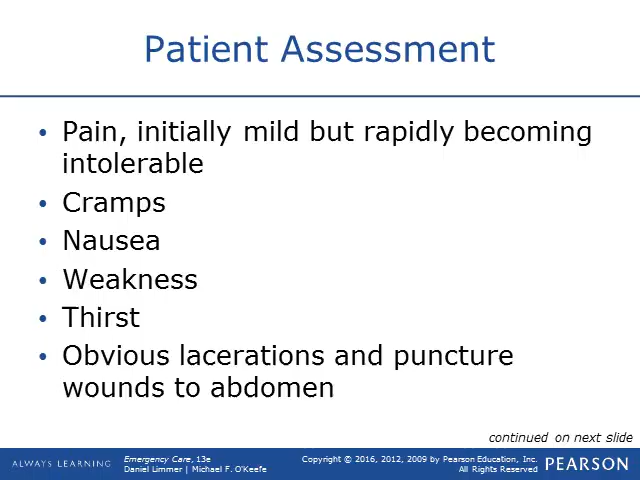 Patient Assessment
• Pain, initially mild but rapidly becoming
intolerable
• Cramps
• Nausea
• Weakness
• Thirst
• Obvious lacerations and puncture
wounds to abdomen
continued on next slide
ALWAYS LEARNING
Emergency Care, 13e
Daniel Limmer | Michael F. O'Keefe
Copyright © 2016, 2012, 2009 by Pearson Education, Inc.
All Rights Reserved
PEARSON